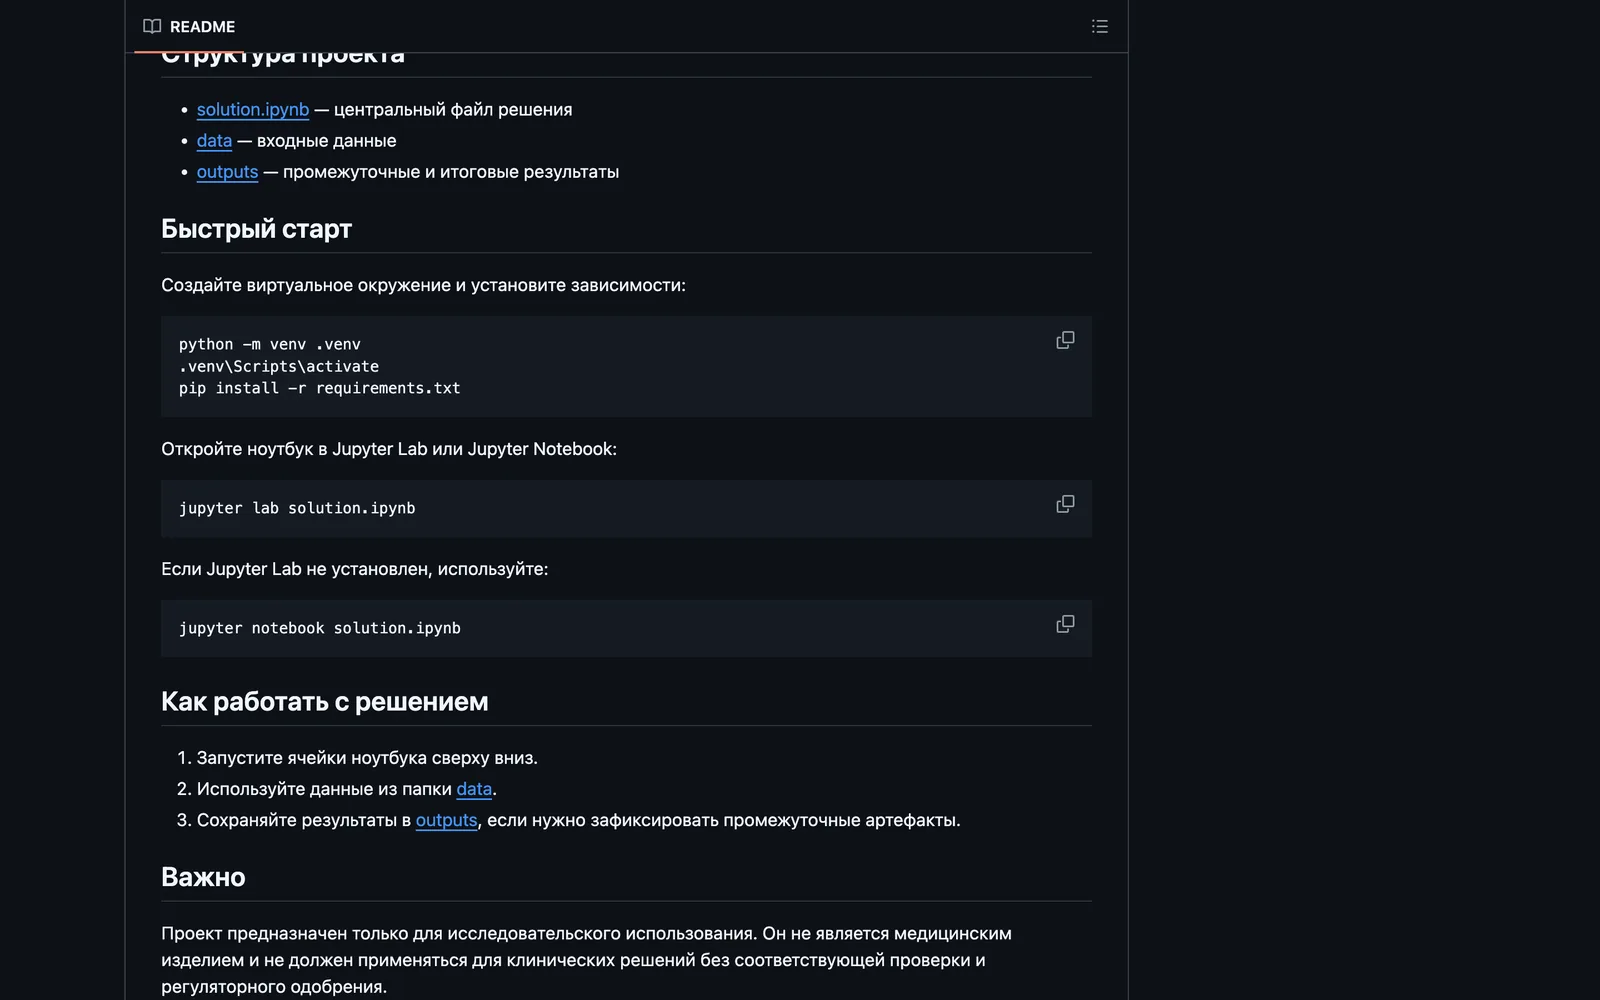 README
Структура проекта
• solution.ipynb — центральный файл решения
• data — входные данные
• outputs — промежуточные и итоговые результаты
Быстрый старт
Создайте виртуальное окружение и установите зависимости:
python -m venv .venv
.venv\Scripts\activate
pip install -r requirements.txt
Откройте ноутбук в Jupyter Lab или Jupyter Notebook:
jupyter lab solution.ipynb
Если Jupyter Lab не установлен, используйте:
jupyter notebook solution.ipynb
Как работать с решением
1. Запустите ячейки ноутбука сверху вниз.
2. Используйте данные из папки data.
3. Сохраняйте результаты в outputs, если нужно зафиксировать промежуточные артефакты.
Важно
Проект предназначен только для исследовательского использования. Он не является медицинским
изделием и не должен применяться для клинических решений без соответствующей проверки и
регуляторного одобрения.